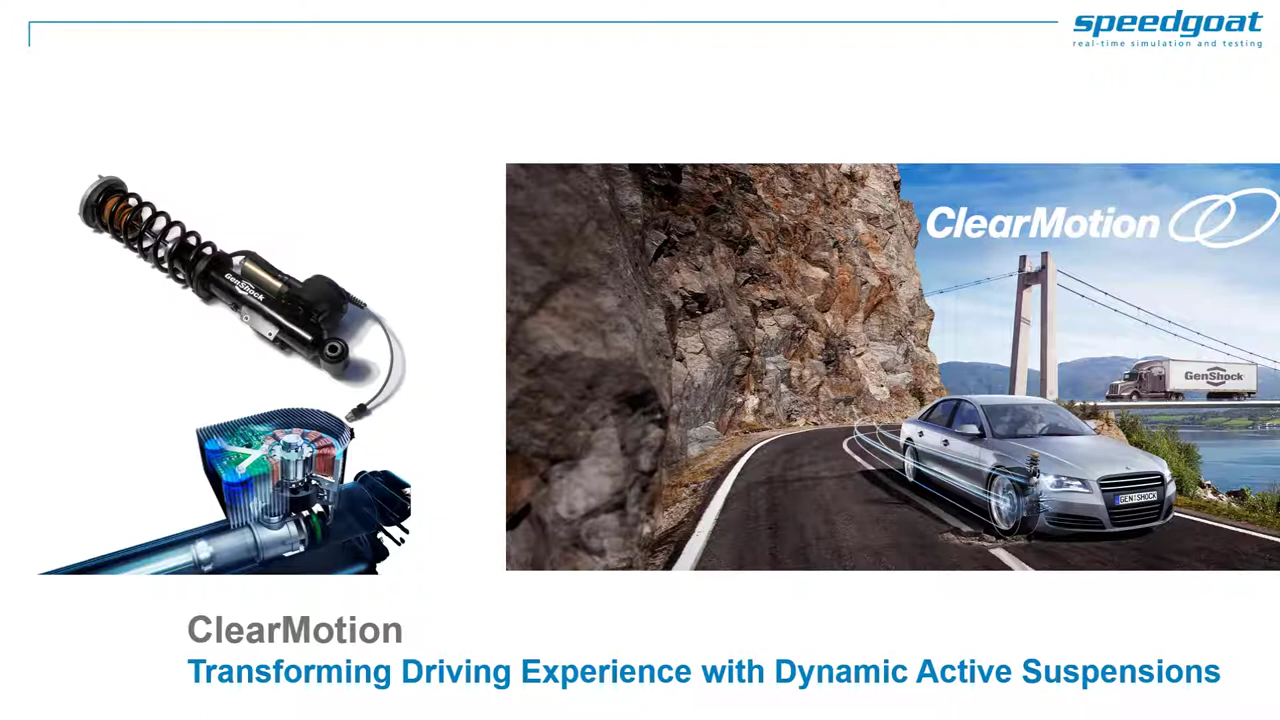 speedgoat
real-time simulation and testing
ClearMotion
GenShock
GenShock
GENSHOCK
ClearMotion
Transforming Driving Experience with Dynamic Active Suspensions